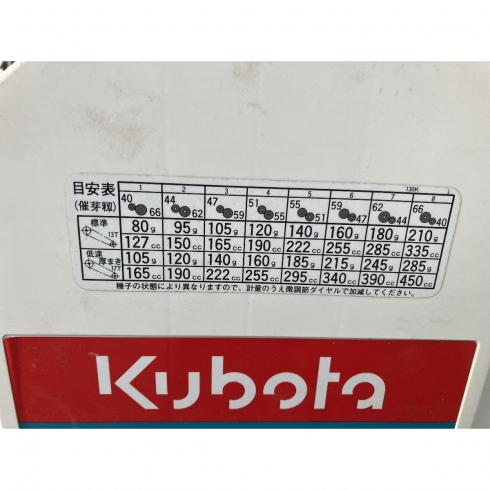 目安表 1 2 3 4 5 6 7 8 130K
(催芽籾) 40 66 44 62 47 59 51 55 55 51 59 47 62 44 66 40
標準 13T 80g 95g 105g 120g 140g 160g 180g 210g
127cc 150cc 165cc 190cc 222cc 255cc 285cc 335cc
低速 厚まき 17T 105g 120g 140g 160g 185g 215g 245g 285g
165cc 190cc 222cc 255cc 295cc 340cc 390cc 450cc
種子の状態により異なりますので、計量のうえ微調節ダイヤルで加減してください。
Kubota